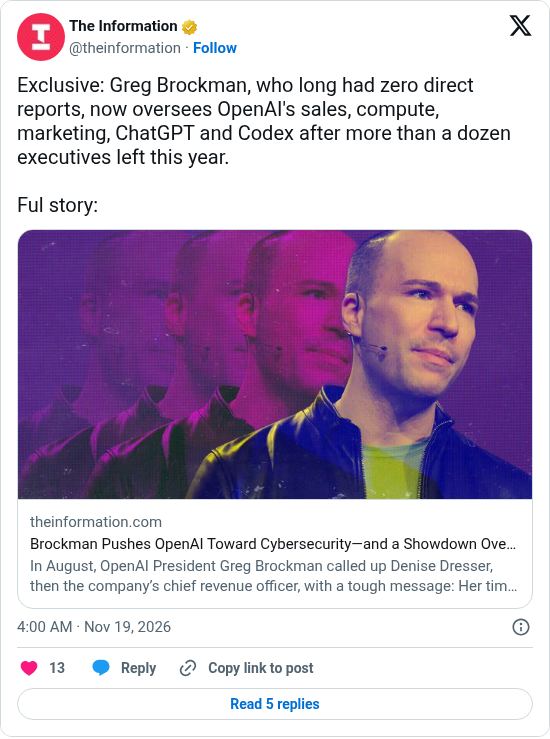 The Information
@theinformation · Follow
Exclusive: Greg Brockman, who long had zero direct
reports, now oversees OpenAI's sales, compute,
marketing, ChatGPT and Codex after more than a dozen
executives left this year.
Ful story:
theinformation.com
Brockman Pushes OpenAI Toward Cybersecurity—and a Showdown Ove...
In August, OpenAI President Greg Brockman called up Denise Dresser,
then the company's chief revenue officer, with a tough message: Her tim...
4:00 AM · Nov 19, 2026
13 Reply Copy link to post
Read 5 replies